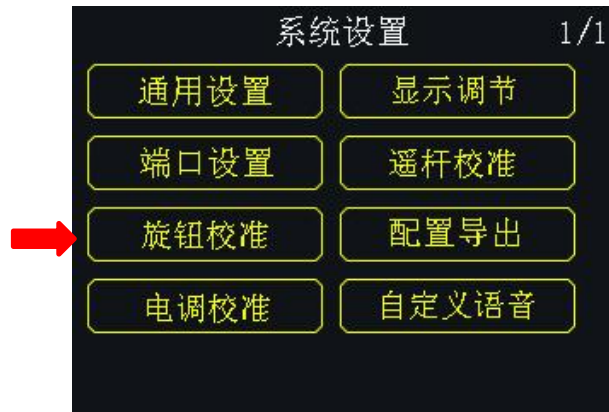 系统设置 1/1
通用设置 显示调节
端口设置 遥杆校准
旋钮校准 配置导出
电调校准 自定义语音